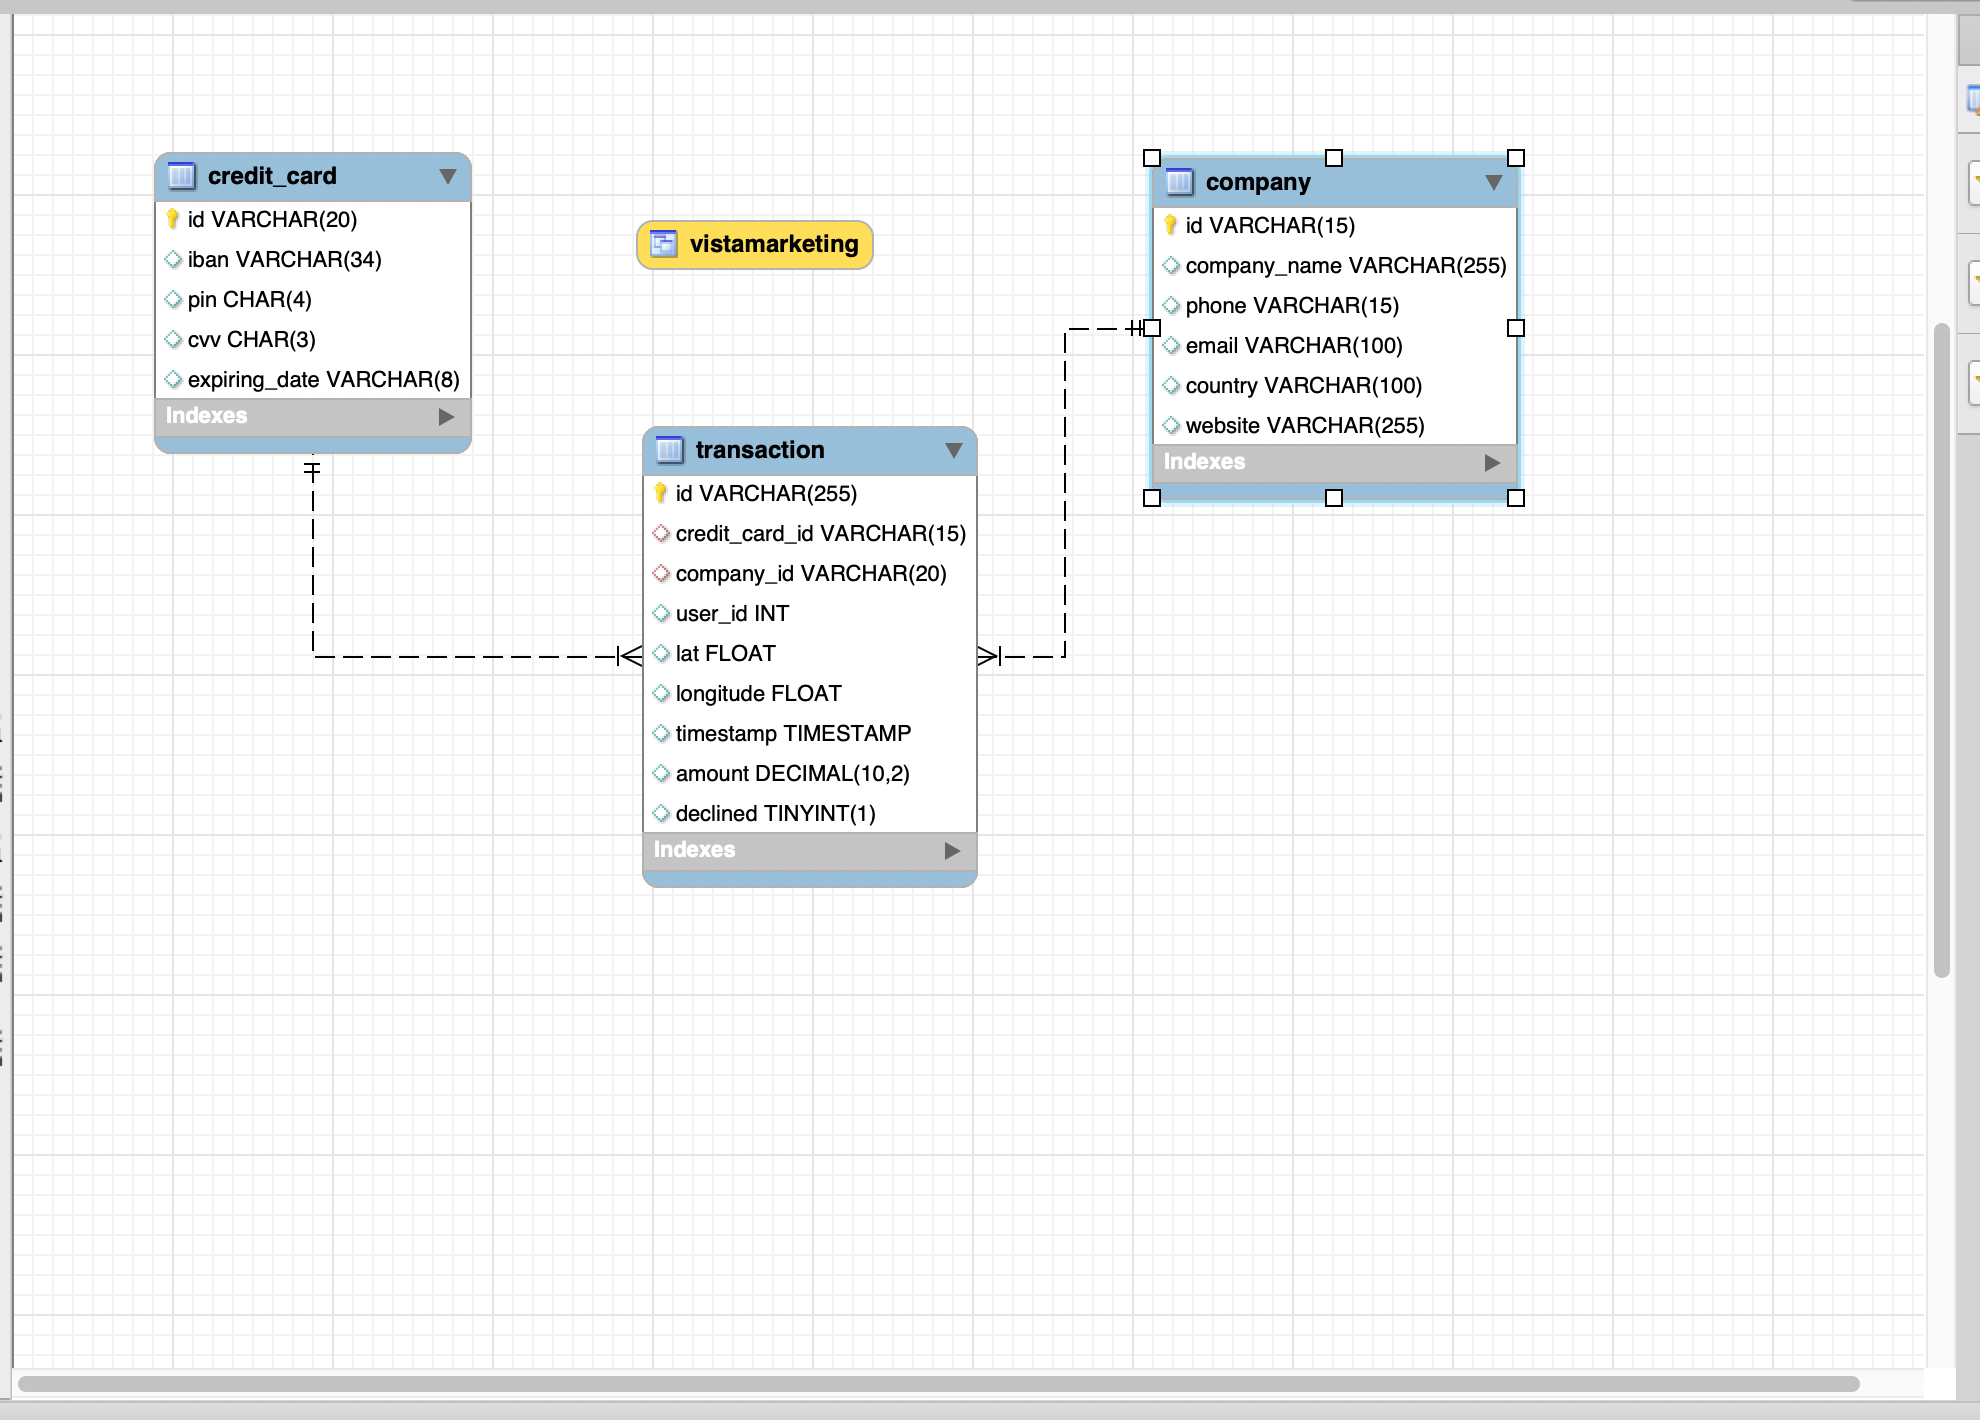 credit_card
id VARCHAR(20)
iban VARCHAR(34)
pin CHAR(4)
cvv CHAR(3)
expiring_date VARCHAR(8)
Indexes
vistamarketing
company
id VARCHAR(15)
company_name VARCHAR(255)
phone VARCHAR(15)
email VARCHAR(100)
country VARCHAR(100)
website VARCHAR(255)
Indexes
transaction
id VARCHAR(255)
credit_card_id VARCHAR(15)
company_id VARCHAR(20)
user_id INT
lat FLOAT
longitude FLOAT
timestamp TIMESTAMP
amount DECIMAL(10,2)
declined TINYINT(1)
Indexes